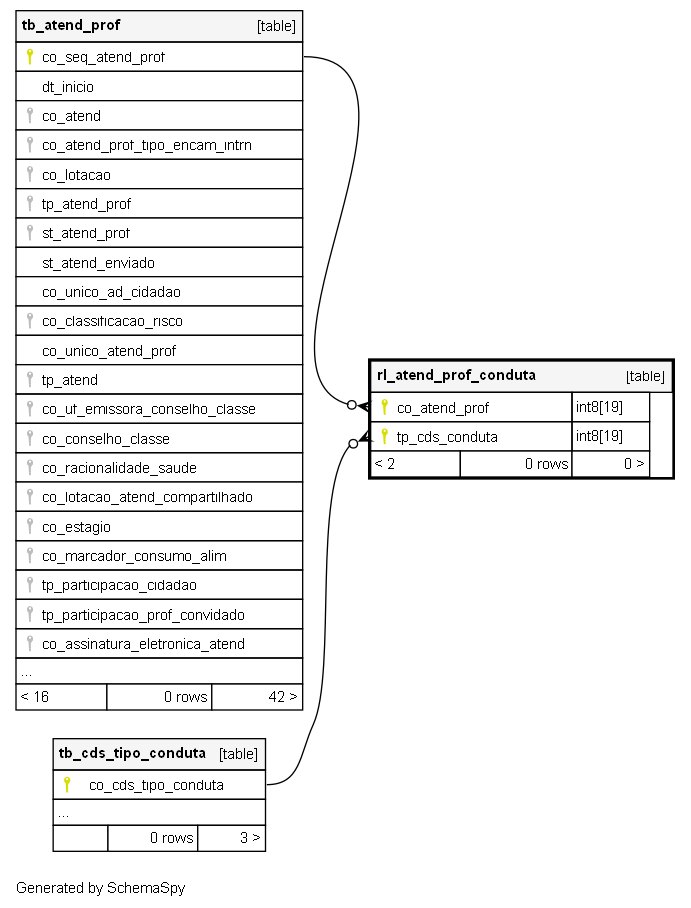 tb_atend_prof [table]
co_seq_atend_prof
dt_inicio
co_atend
co_atend_prof_tipo_encam_intrn
co_lotacao
tp_atend_prof
st_atend_prof
st_atend_enviado
co_unico_ad_cidadao
co_classificacao_risco
co_unico_atend_prof
tp_atend
co_uf_emissora_conselho_classe
co_conselho_classe
co_racionalidade_saude
co_lotacao_atend_compartilhado
co_estagio
co_marcador_consumo_alim
tp_participacao_cidadao
tp_participacao_prof_convidado
co_assinatura_eletronica_atend
...
< 16 0 rows 42 >
rl_atend_prof_conduta [table]
co_atend_prof int8[19]
tp_cds_conduta int8[19]
< 2 0 rows 0 >
tb_cds_tipo_conduta [table]
co_cds_tipo_conduta
...
0 rows 3 >
Generated by SchemaSpy